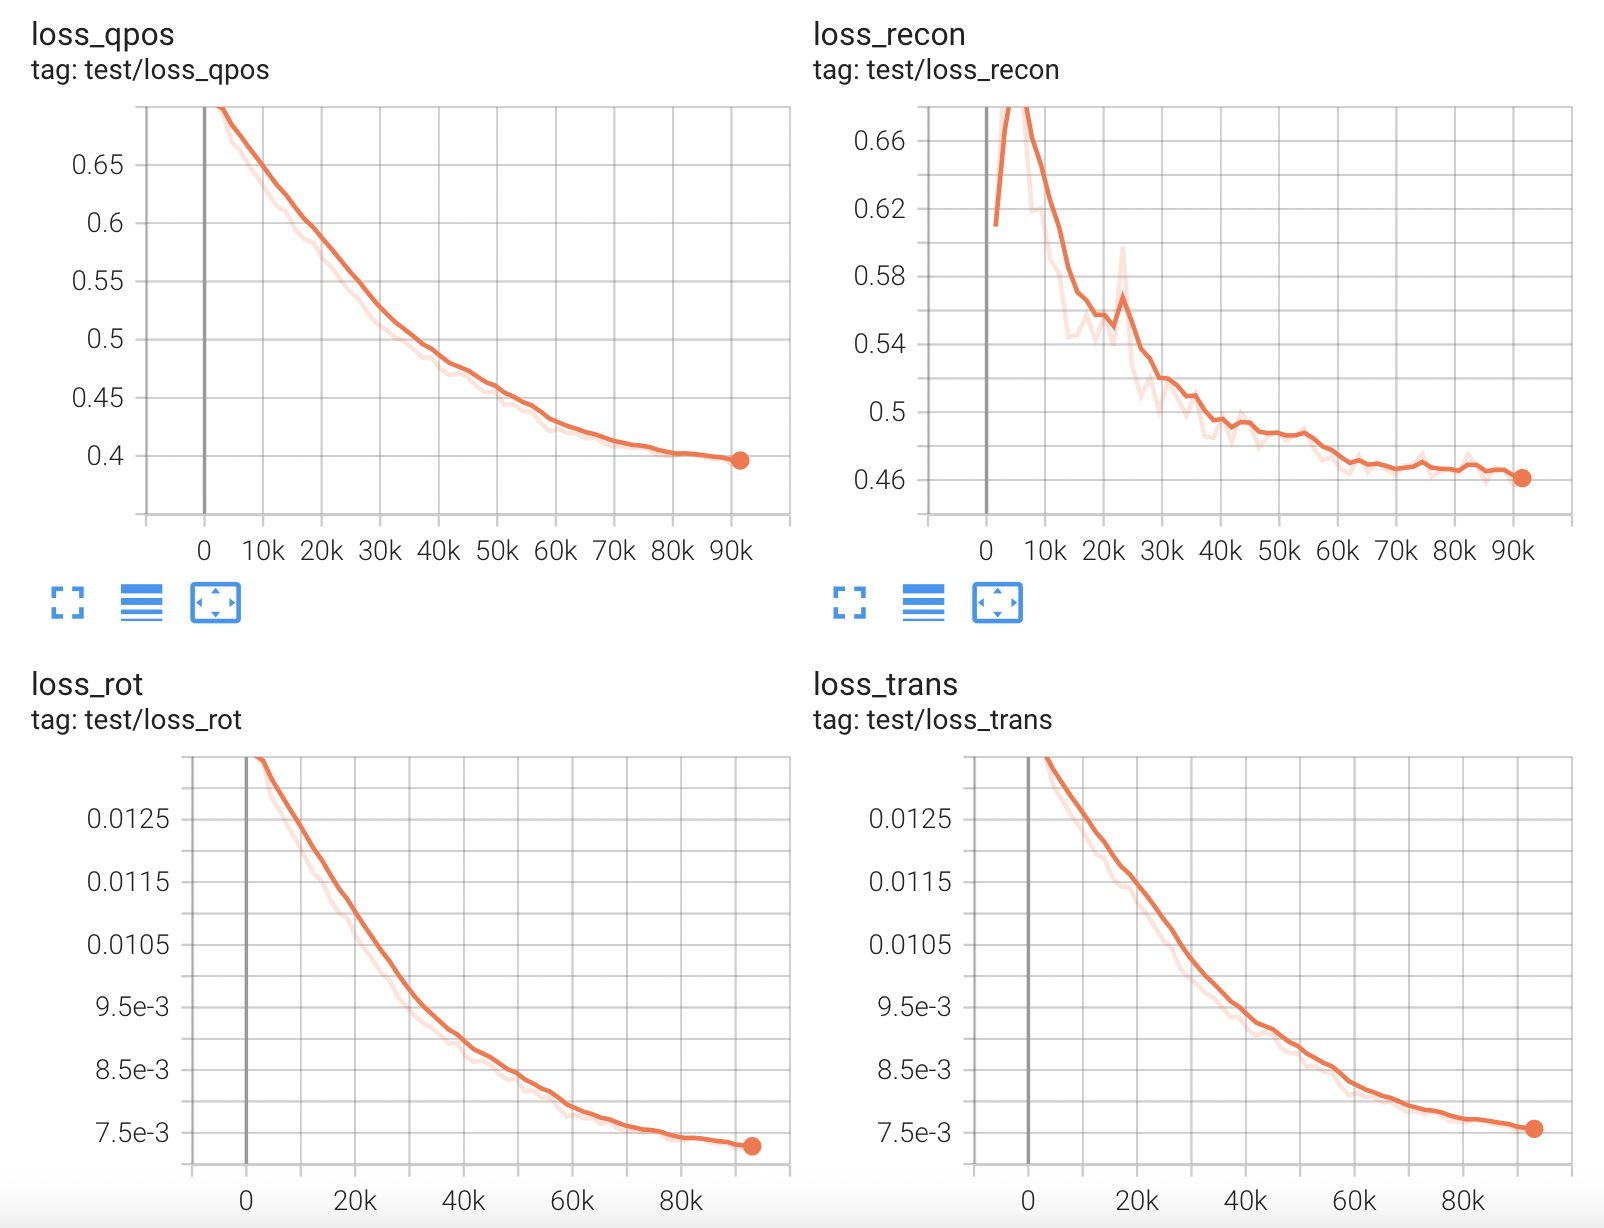 loss_qpos
tag: test/loss_qpos
0.65
0.6
0.55
0.5
0.45
0.4
0 10k 20k 30k 40k 50k 60k 70k 80k 90k
loss_recon
tag: test/loss_recon
0.66
0.62
0.58
0.54
0.5
0.46
0 10k 20k 30k 40k 50k 60k 70k 80k 90k
loss_rot
tag: test/loss_rot
0.0125
0.0115
0.0105
9.5e-3
8.5e-3
7.5e-3
0 20k 40k 60k 80k
loss_trans
tag: test/loss_trans
0.0125
0.0115
0.0105
9.5e-3
8.5e-3
7.5e-3
0 20k 40k 60k 80k